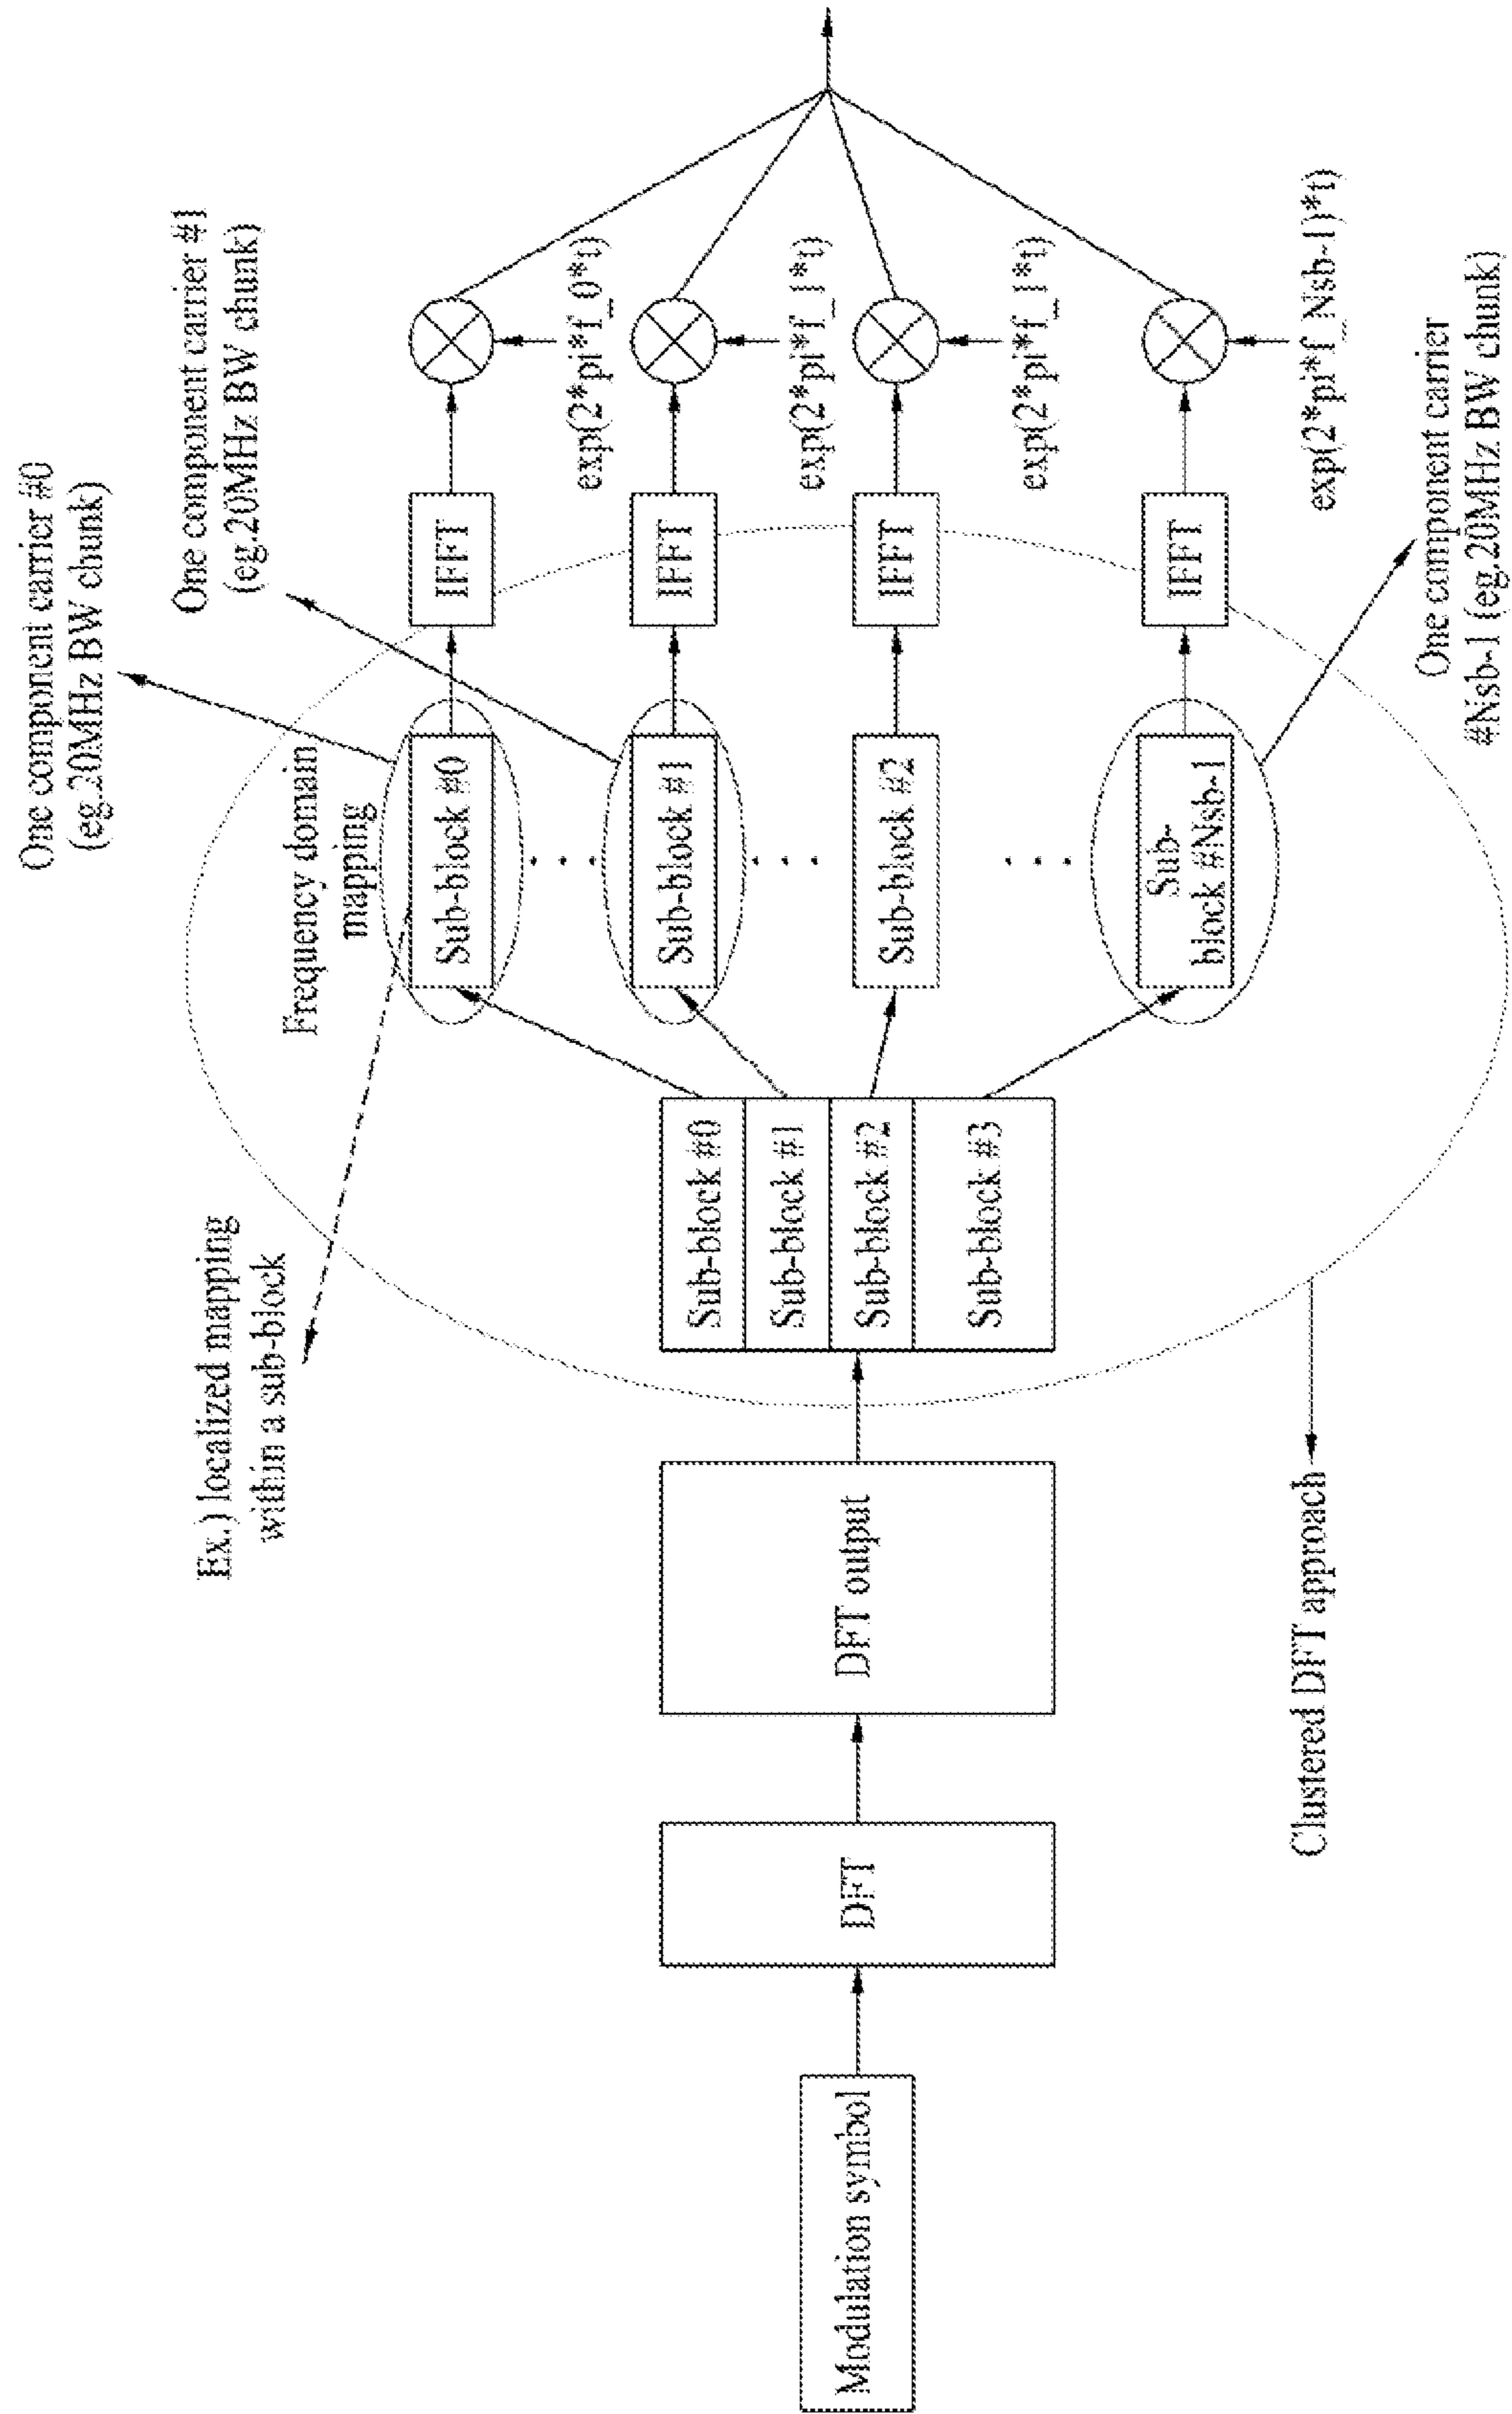 Modulation symbol
DFT
DFT output
Sub-block #0
Sub-block #1
Sub-block #2
Sub-block #3
Clustered DFT approach
Ex.) localized mapping
within a sub-block
Frequency domain
mapping
Sub-block #0
Sub-block #1
Sub-block #2
Sub-
block #Nsb-1
One component carrier #0
(eg.20MHz BW chunk)
One component carrier #1
(eg.20MHz BW chunk)
One component carrier
#Nsb-1 (eg.20MHz BW chunk)
IFFT
IFFT
IFFT
IFFT
exp(2*pi*f_0*t)
exp(2*pi*f_1*t)
exp(2*pi*f_1*t)
exp(2*pi*f_Nsb-1)*t)